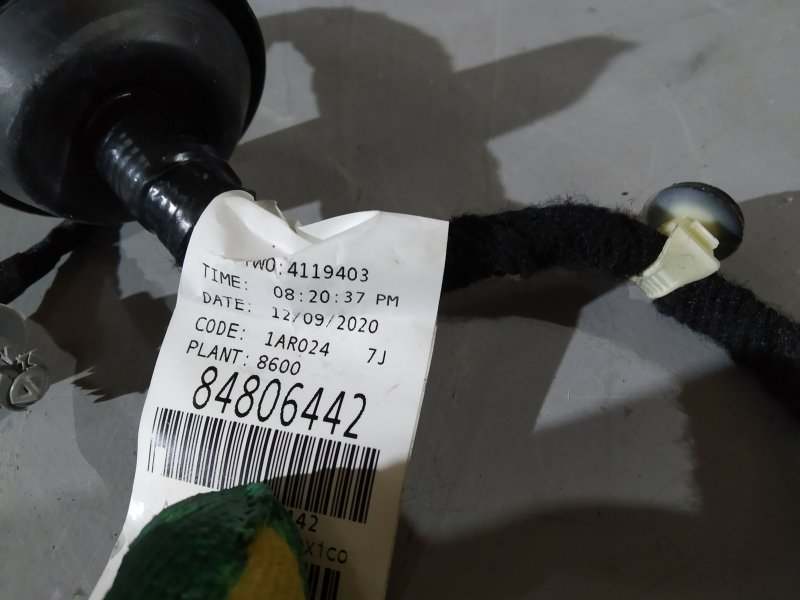 WO: 4119403
TIME: 08:20:37 PM
DATE: 12/09/2020
CODE: 1AR024 7J
PLANT: 8600
84806442